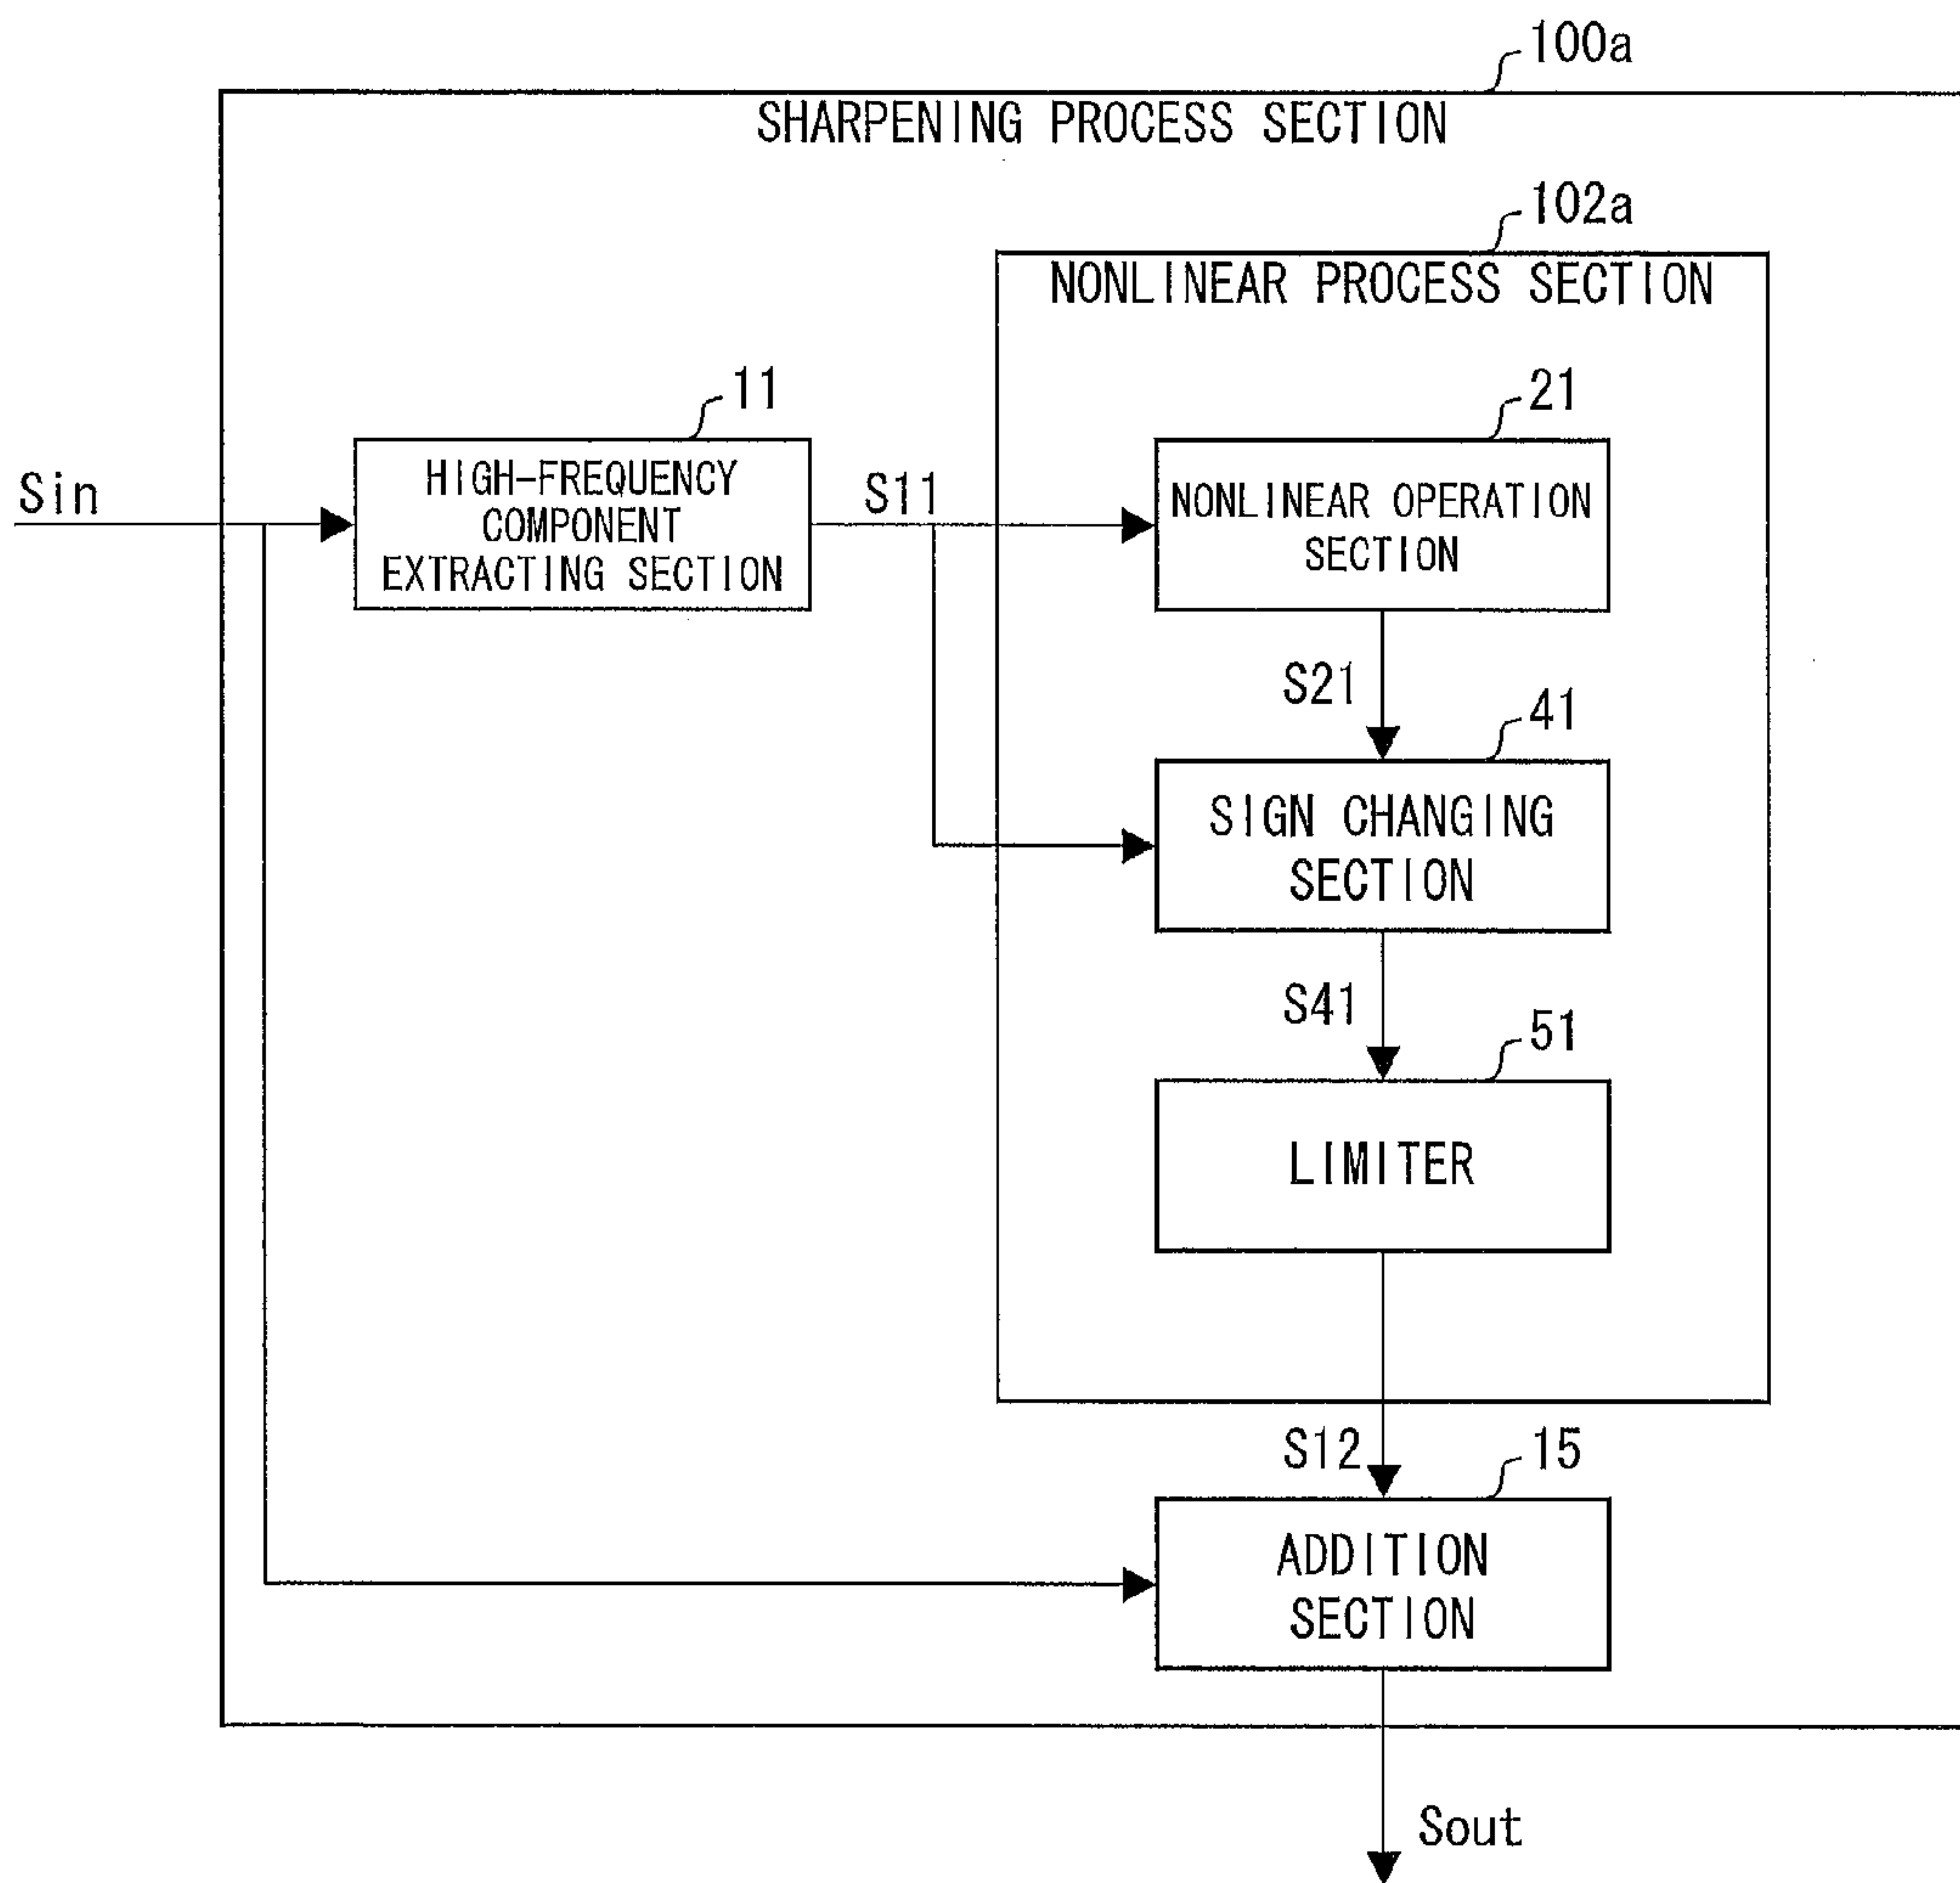 100a
SHARPENING PROCESS SECTION
102a
NONLINEAR PROCESS SECTION
11
21
Sin
HIGH-FREQUENCY
COMPONENT
EXTRACTING SECTION
S11
NONLINEAR OPERATION
SECTION
S21
41
SIGN CHANGING
SECTION
S41
51
LIMITER
S12
15
ADDITION
SECTION
Sout